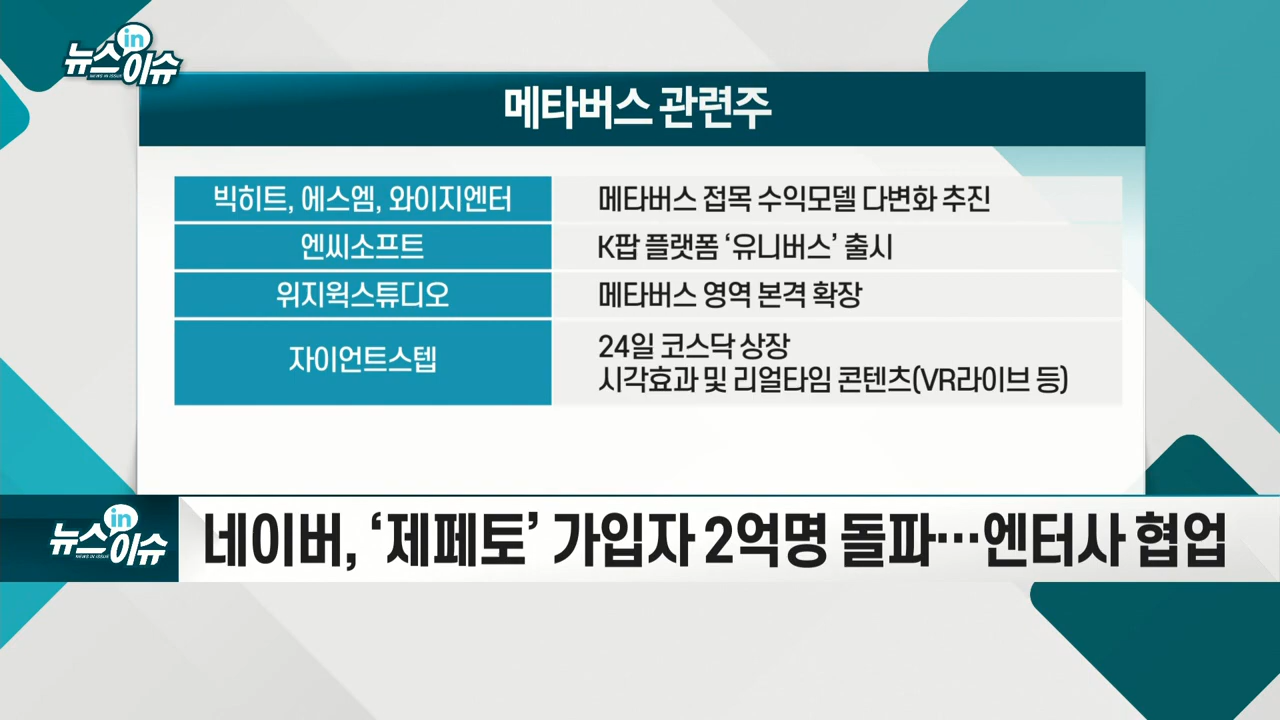 뉴스in이슈
NEWS IN ISSUE
메타버스 관련주
빅히트, 에스엠, 와이지엔터
메타버스 접목 수익모델 다변화 추진
엔씨소프트
K팝 플랫폼 ‘유니버스’ 출시
위지윅스튜디오
메타버스 영역 본격 확장
자이언트스텝
24일 코스닥 상장
시각효과 및 리얼타임 콘텐츠(VR라이브 등)
뉴스in이슈
NEWS IN ISSUE
네이버, ‘제페토’ 가입자 2억명 돌파…엔터사 협업